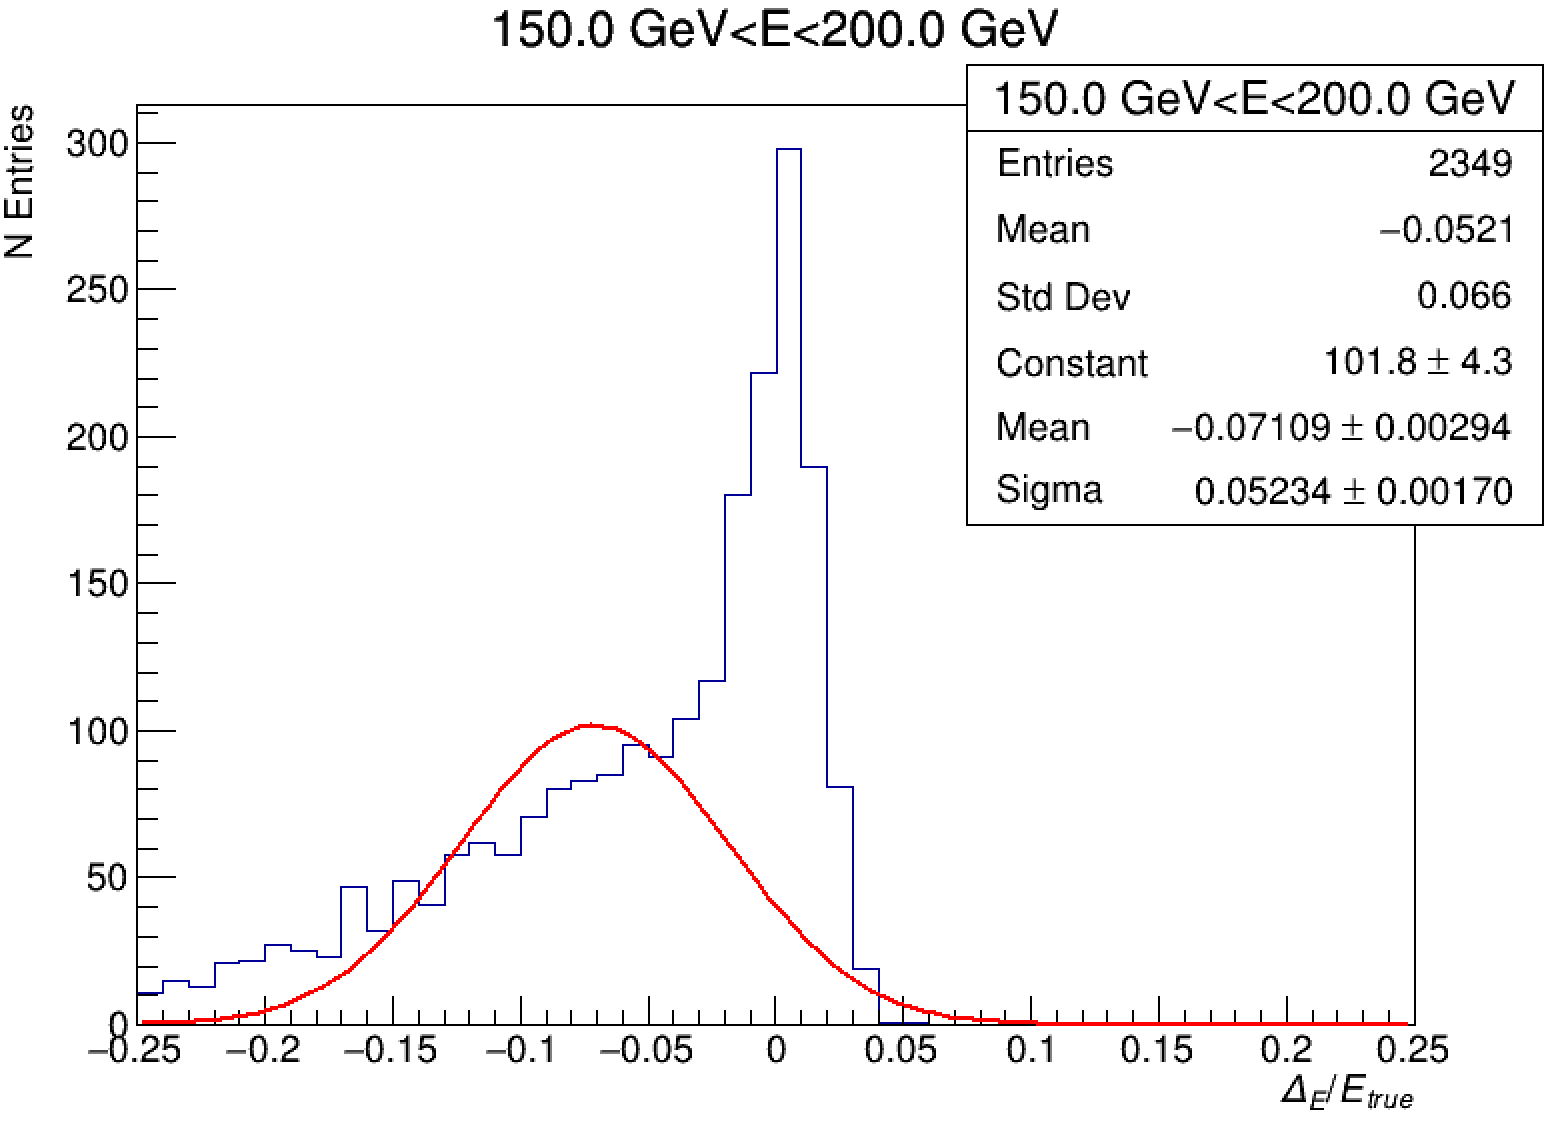 150.0 GeV<E<200.0 GeV
150.0 GeV<E<200.0 GeV
Entries 2349
Mean −0.0521
Std Dev 0.066
Constant 101.8 ± 4.3
Mean −0.07109 ± 0.00294
Sigma 0.05234 ± 0.00170
N Entries
300
250
200
150
100
50
0
−0.25 −0.2 −0.15 −0.1 −0.05 0 0.05 0.1 0.15 0.2 0.25
Δ_E/E_true